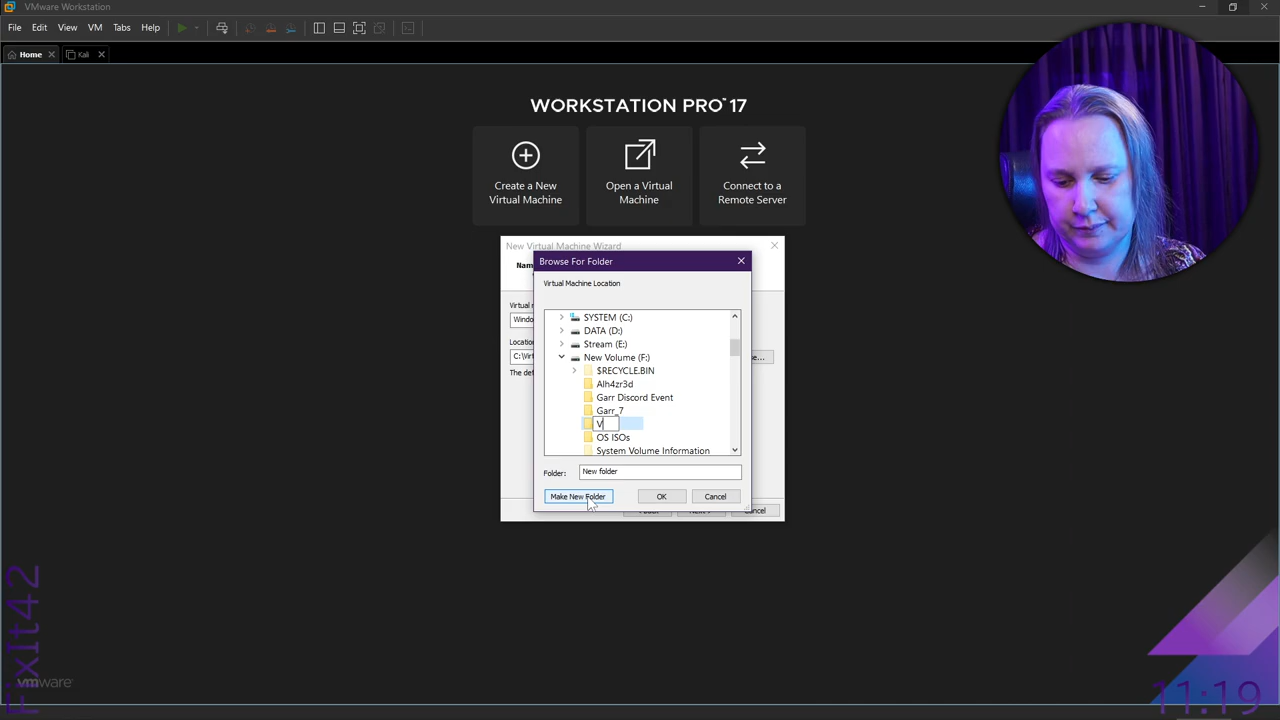 VMware Workstation
File Edit View VM Tabs Help
Home Kali
WORKSTATION PRO™ 17
Create a New
Virtual Machine
Open a Virtual
Machine
Connect to a
Remote Server
New Virtual Machine Wizard
Browse For Folder
Virtual Machine Location
SYSTEM (C:)
DATA (D:)
Stream (E:)
New Volume (F:)
$RECYCLE.BIN
Alh4zr3d
Garr Discord Event
Garr_7
V
OS ISOs
System Volume Information
Folder: New folder
Make New Folder OK Cancel
Cancel
FixIt42
vmware
11:19